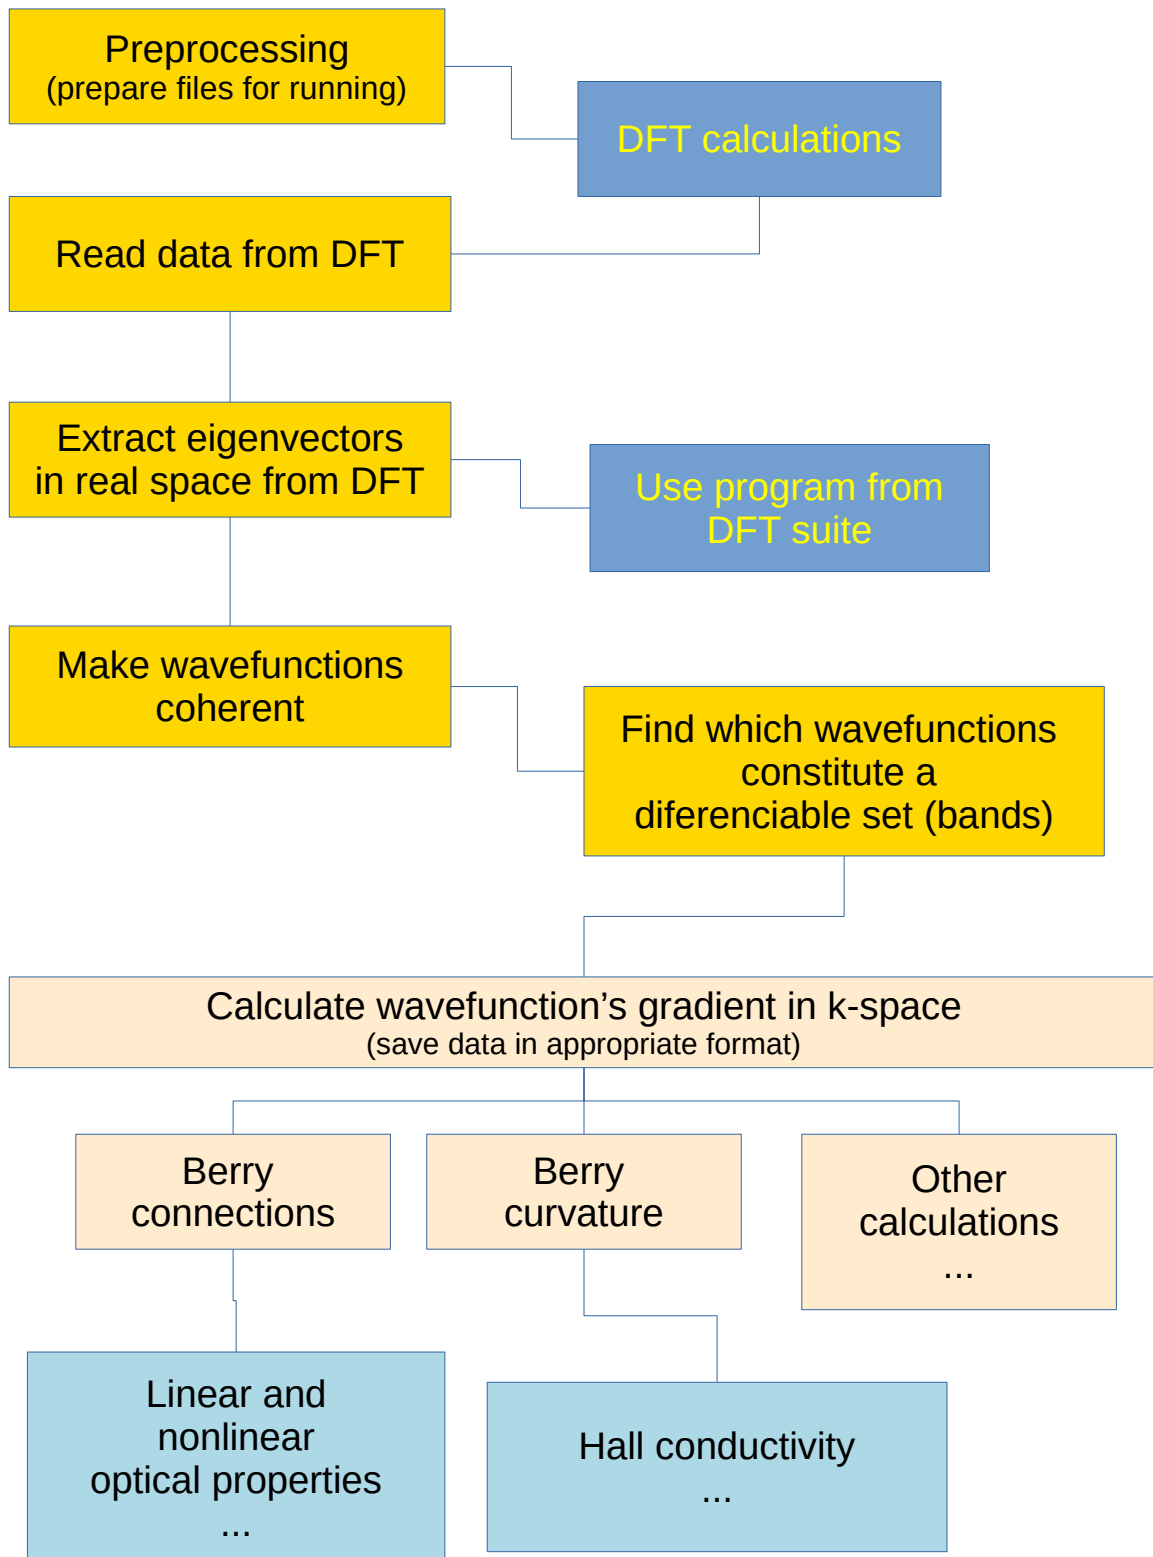 Preprocessing
(prepare files for running)
DFT calculations
Read data from DFT
Extract eigenvectors
in real space from DFT
Use program from
DFT suite
Make wavefunctions
coherent
Find which wavefunctions
constitute a
diferenciable set (bands)
Calculate wavefunction’s gradient in k-space
(save data in appropriate format)
Berry
connections
Berry
curvature
Other
calculations
...
Linear and
nonlinear
optical properties
...
Hall conductivity
...